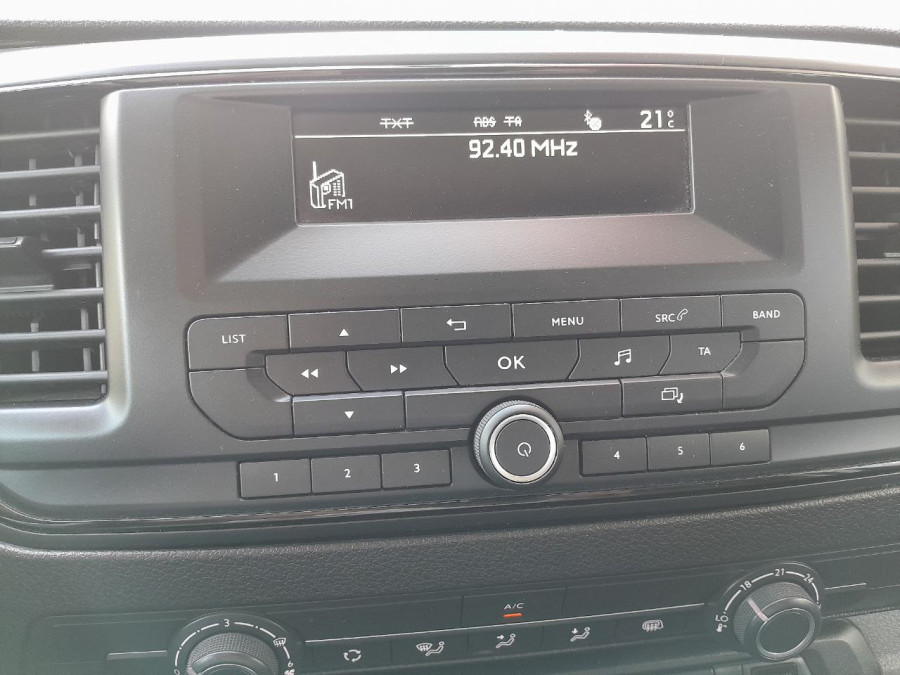 TXT ABS TA 21°C
92.40 MHz
FM1
LIST MENU SRC BAND
OK TA
1 2 3 4 5 6
A/C
18 21 24
3